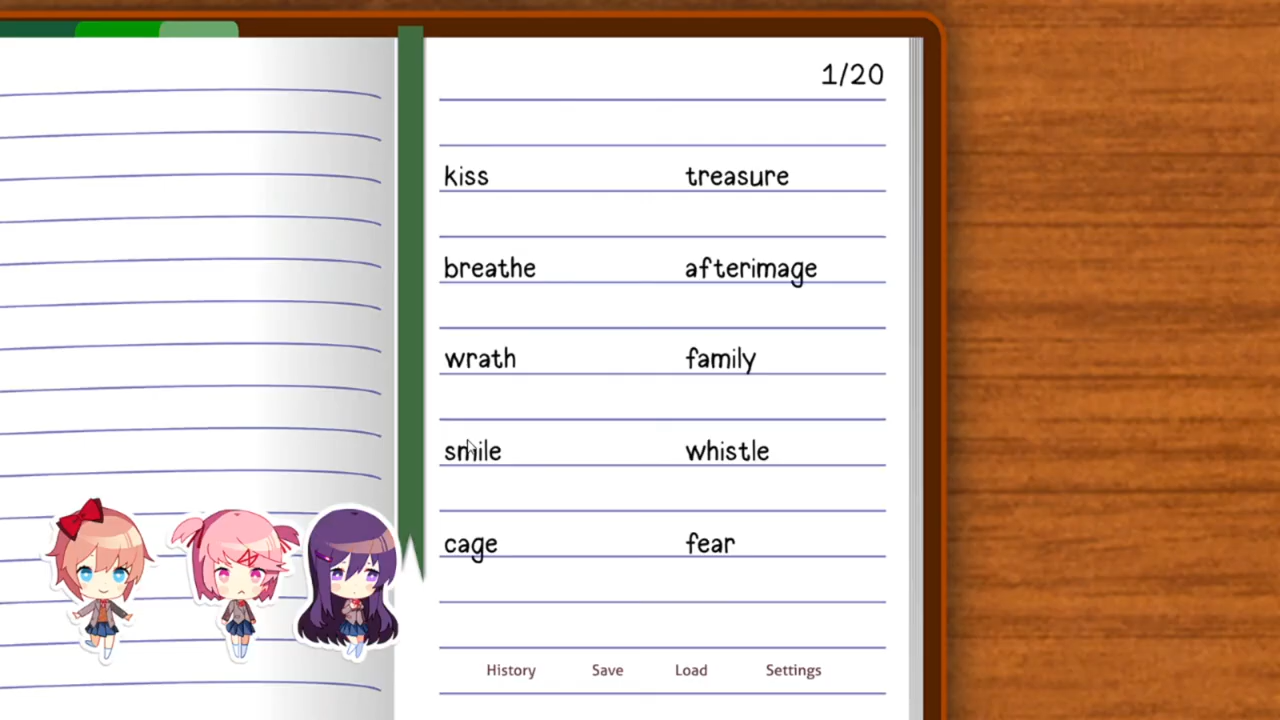 1/20
kiss treasure
breathe afterimage
wrath family
smile whistle
cage fear
History Save Load Settings